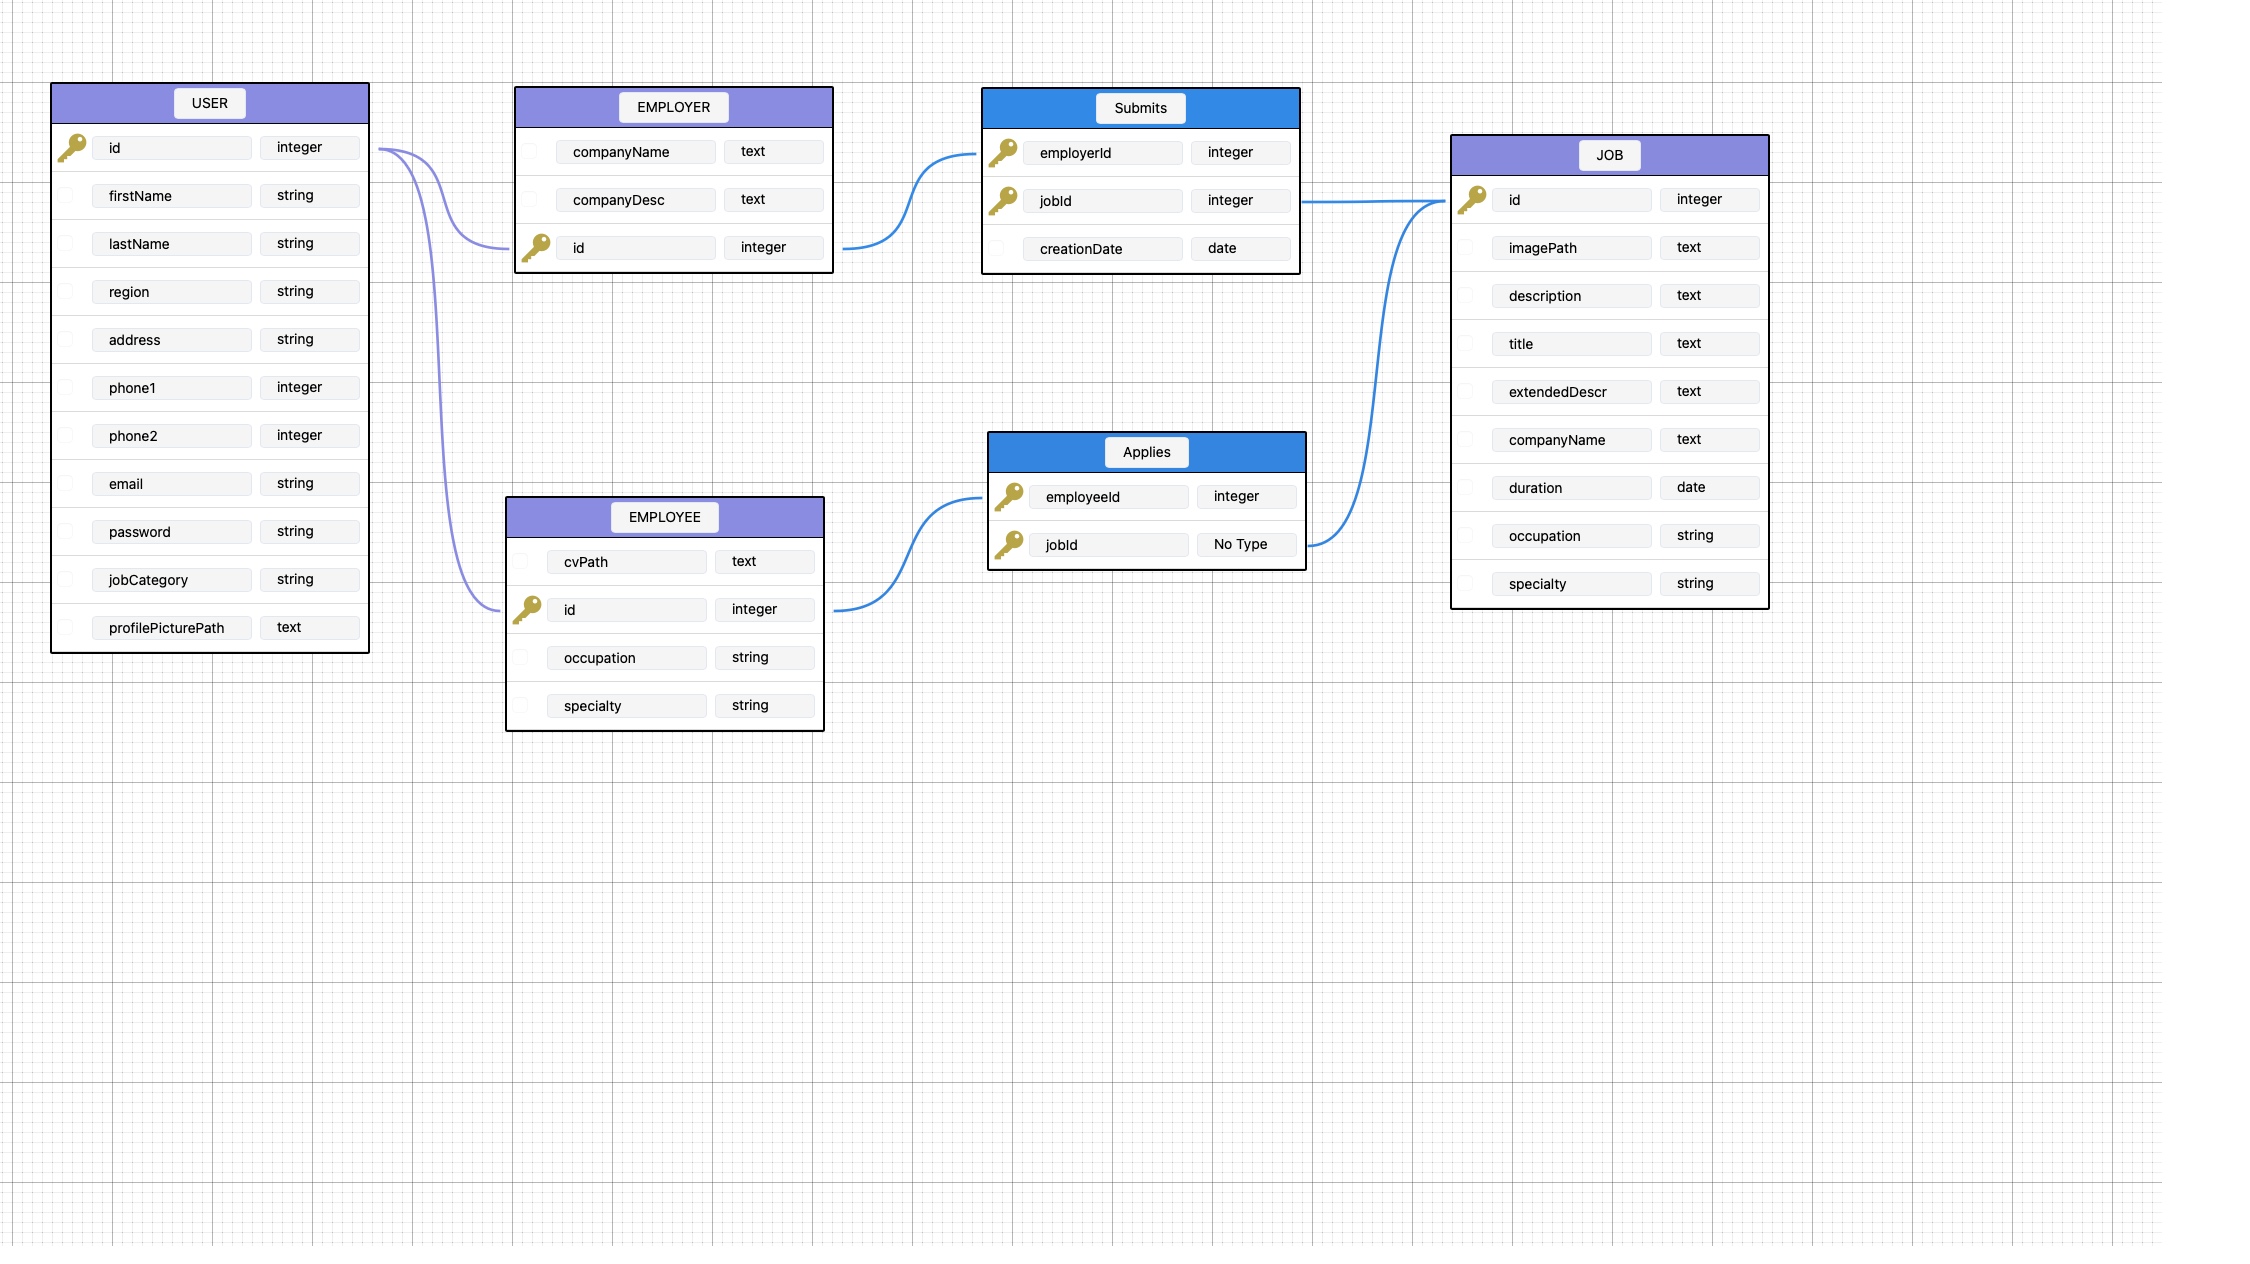 USER
id integer
firstName string
lastName string
region string
address string
phone1 integer
phone2 integer
email string
password string
jobCategory string
profilePicturePath text
EMPLOYER
companyName text
companyDesc text
id integer
EMPLOYEE
cvPath text
id integer
occupation string
specialty string
Submits
employerId integer
jobId integer
creationDate date
Applies
employeeId integer
jobId No Type
JOB
id integer
imagePath text
description text
title text
extendedDescr text
companyName text
duration date
occupation string
specialty string